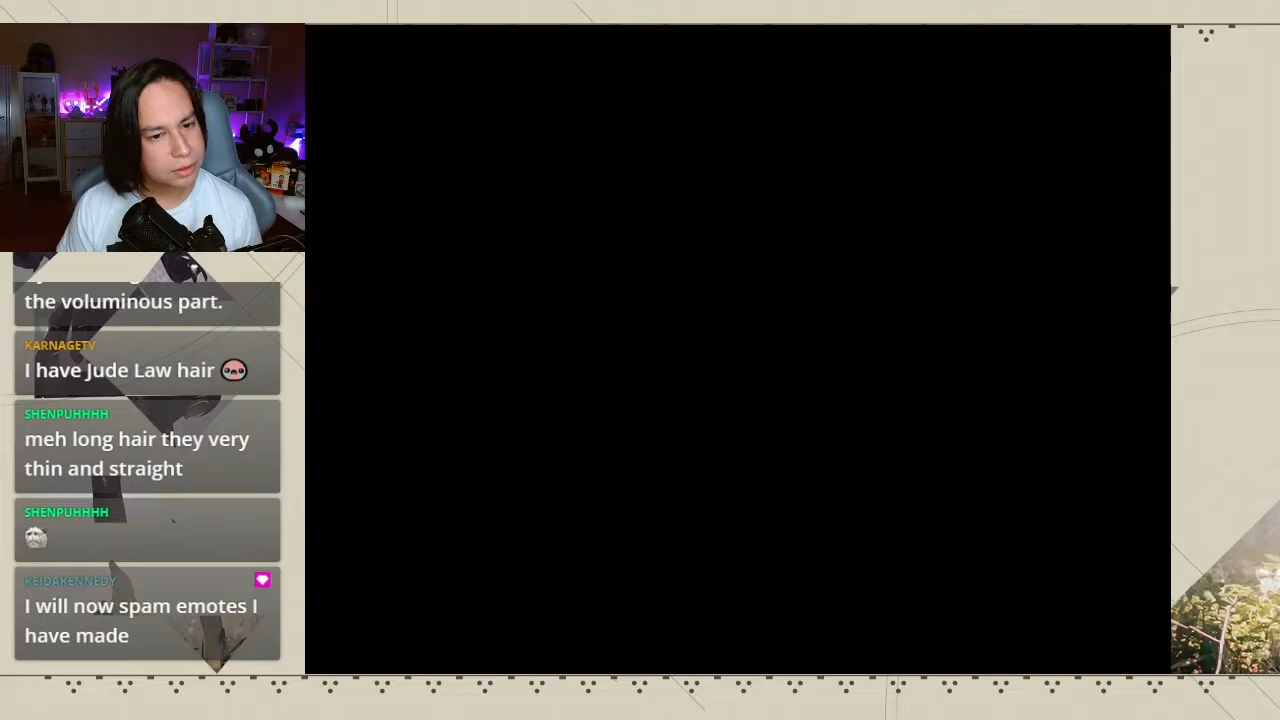 the voluminous part.
KARNAGETV
I have Jude Law hair
SHENPUHHHH
meh long hair they very
thin and straight
SHENPUHHHH
KEIDAKENNEDY
I will now spam emotes I
have made